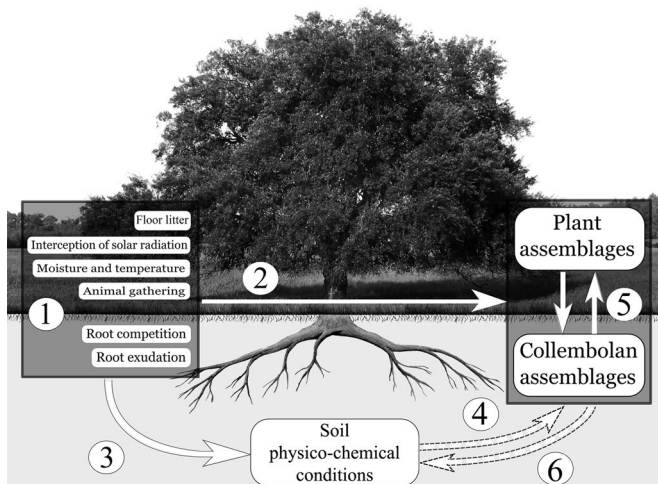 Floor litter
Interception of solar radiation
Moisture and temperature
Animal gathering
Root competition
Root exudation
1
2
Plant
assemblages
5
Collembolan
assemblages
3
Soil
physico-chemical
conditions
4
6